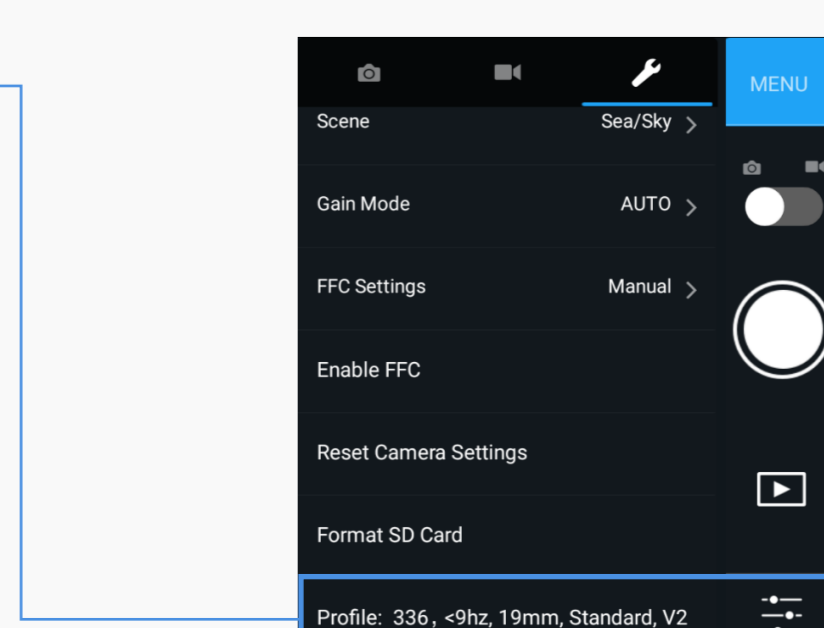 MENU
Scene Sea/Sky
Gain Mode AUTO
FFC Settings Manual
Enable FFC
Reset Camera Settings
Format SD Card
Profile: 336, <9hz, 19mm, Standard, V2